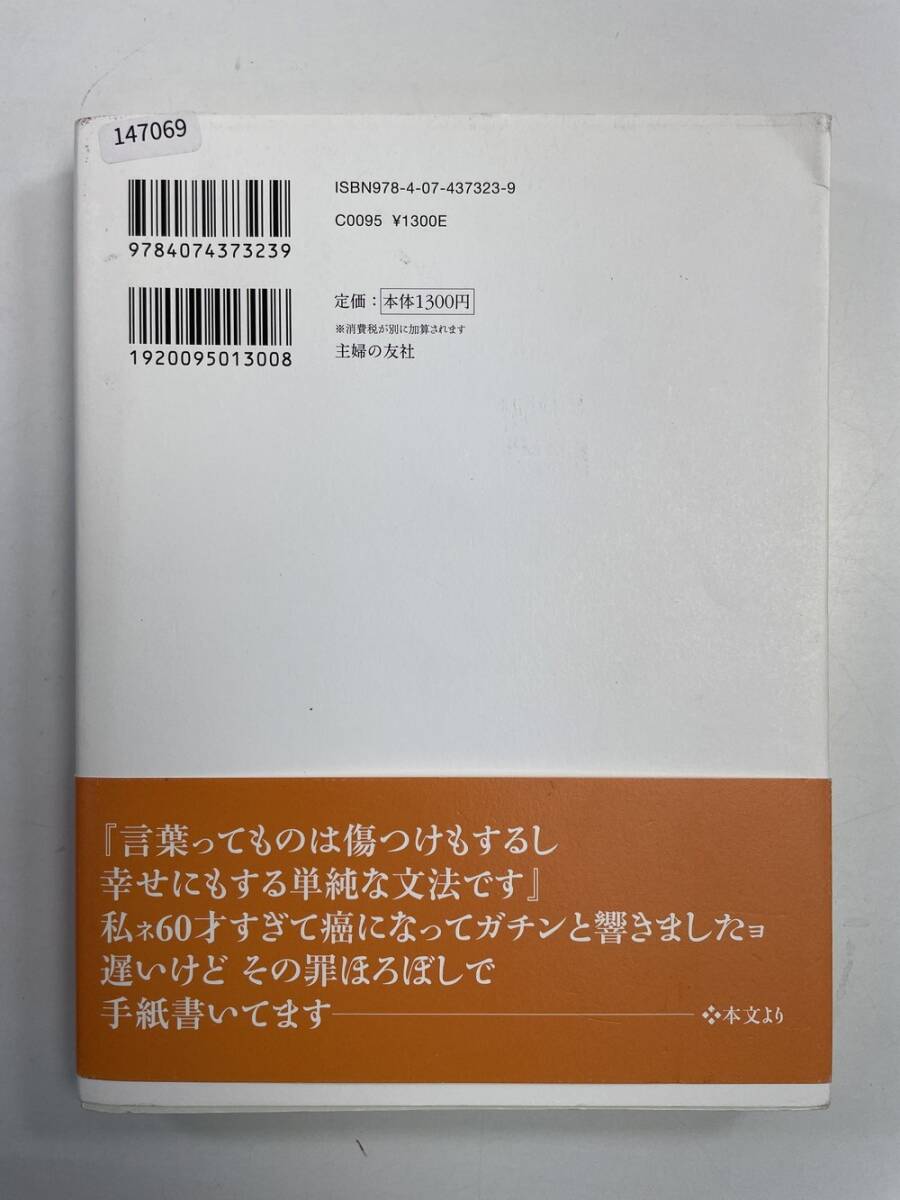 147069
ISBN978-4-07-437323-9
C0095 ¥1300E
9784074373239
定価：本体1300円
※消費税が別に加算されます
1920095013008
主婦の友社
『言葉ってものは傷つけもするし
幸せにもする単純な文法です』
私ネ60才すぎて癌になってガチンと響きましたョ
遅いけど その罪ほろぼしで
手紙書いてます――――❖本文より